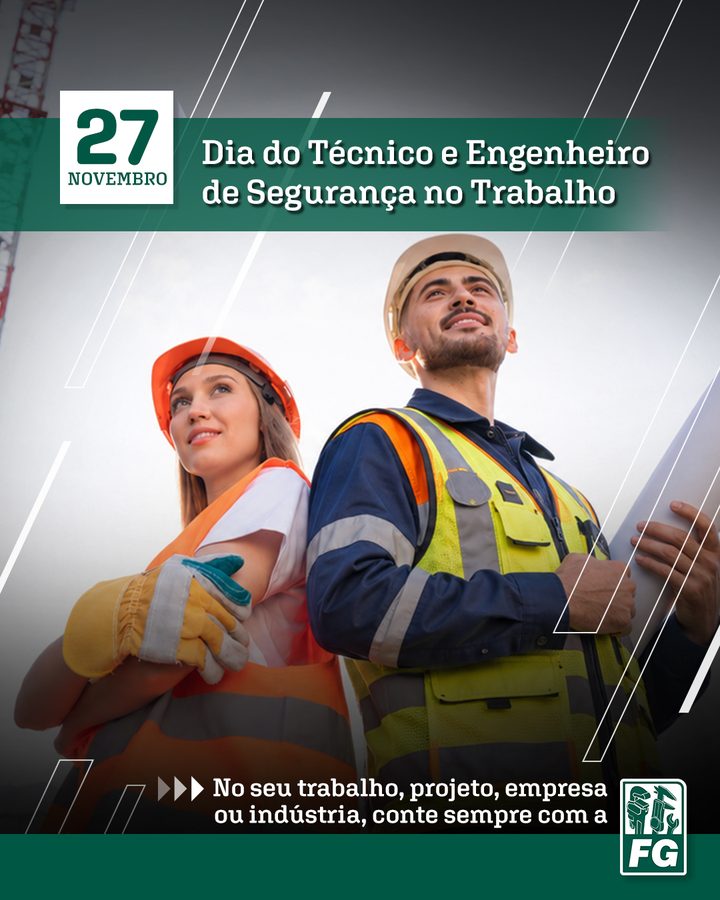 27
NOVEMBRO
Dia do Técnico e Engenheiro
de Segurança no Trabalho
No seu trabalho, projeto, empresa
ou indústria, conte sempre com a
FG